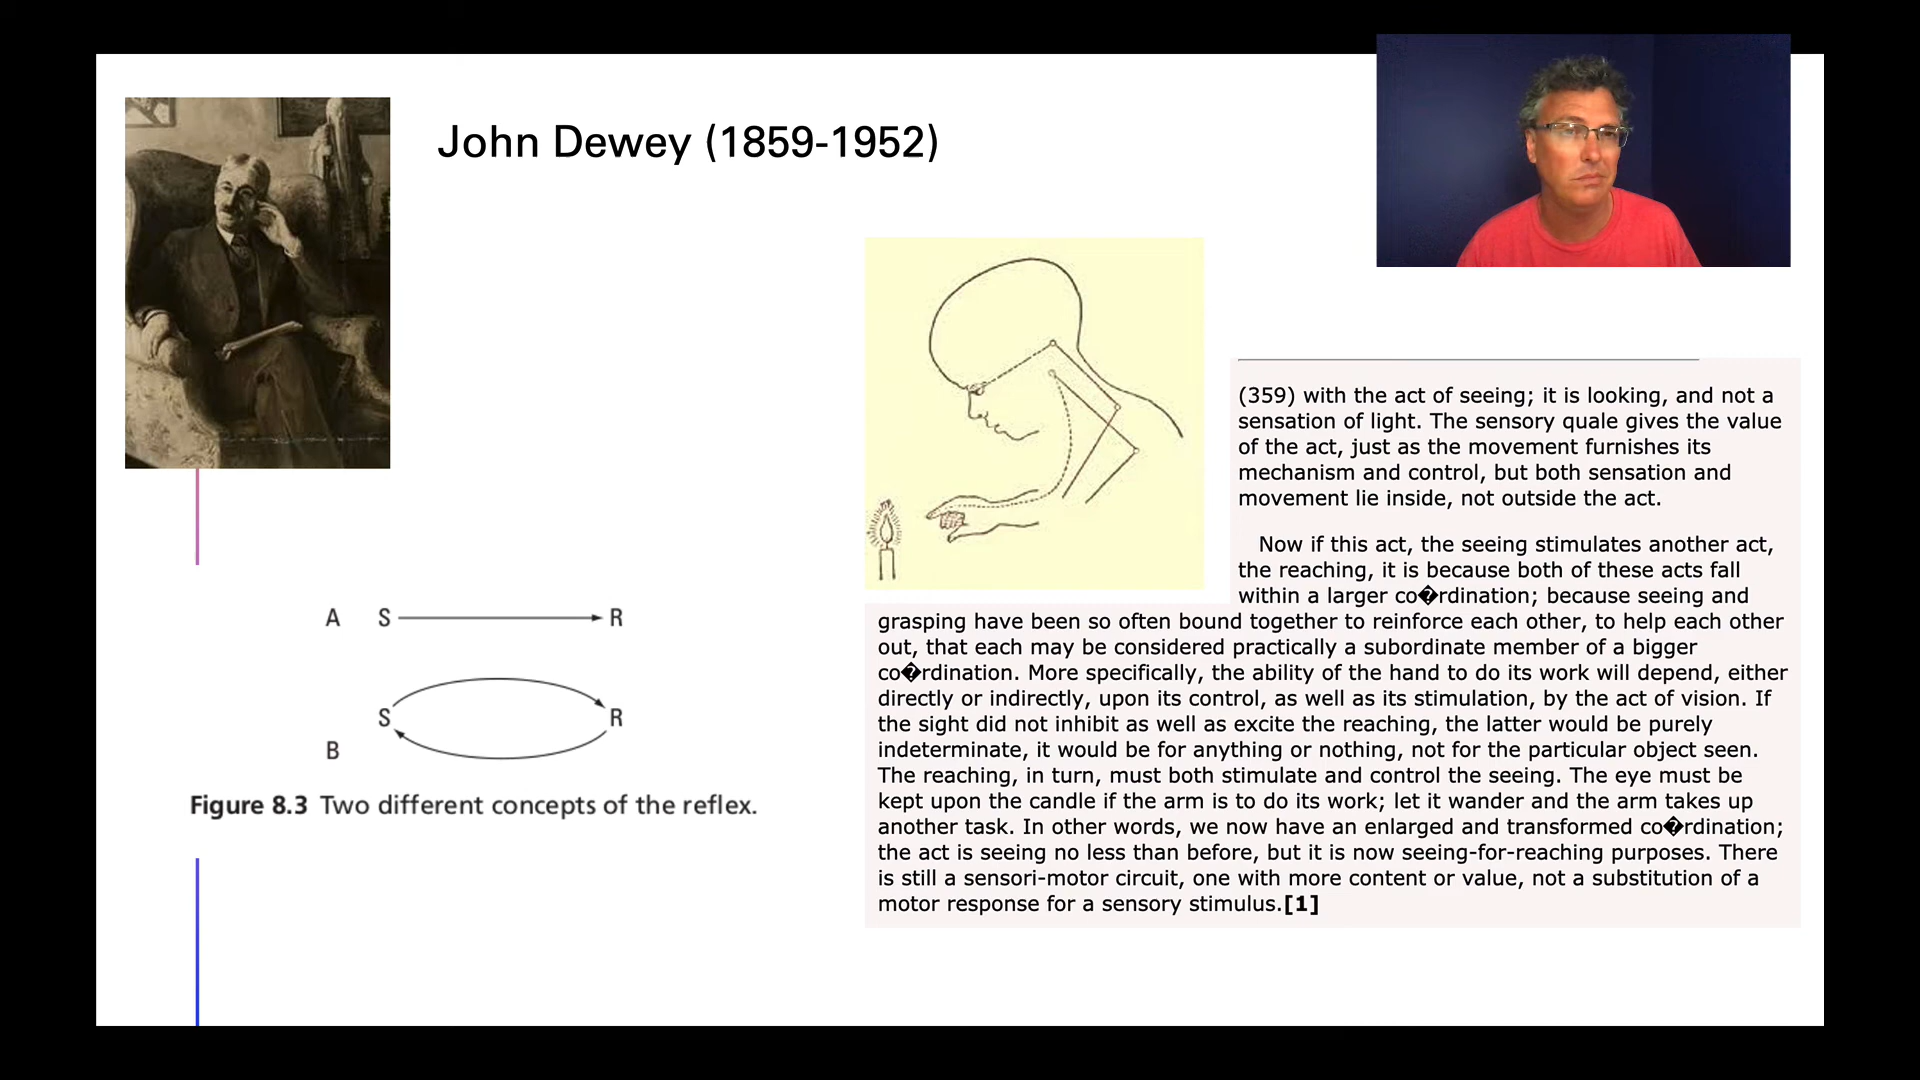 John Dewey (1859-1952)
(359) with the act of seeing; it is looking, and not a
sensation of light. The sensory quale gives the value
of the act, just as the movement furnishes its
mechanism and control, but both sensation and
movement lie inside, not outside the act.
Now if this act, the seeing stimulates another act,
the reaching, it is because both of these acts fall
within a larger co�rdination; because seeing and
grasping have been so often bound together to reinforce each other, to help each other
out, that each may be considered practically a subordinate member of a bigger
co�rdination. More specifically, the ability of the hand to do its work will depend, either
directly or indirectly, upon its control, as well as its stimulation, by the act of vision. If
the sight did not inhibit as well as excite the reaching, the latter would be purely
indeterminate, it would be for anything or nothing, not for the particular object seen.
The reaching, in turn, must both stimulate and control the seeing. The eye must be
kept upon the candle if the arm is to do its work; let it wander and the arm takes up
another task. In other words, we now have an enlarged and transformed co�rdination;
the act is seeing no less than before, but it is now seeing-for-reaching purposes. There
is still a sensori-motor circuit, one with more content or value, not a substitution of a
motor response for a sensory stimulus.[1]
A S R
S R
B
Figure 8.3 Two different concepts of the reflex.